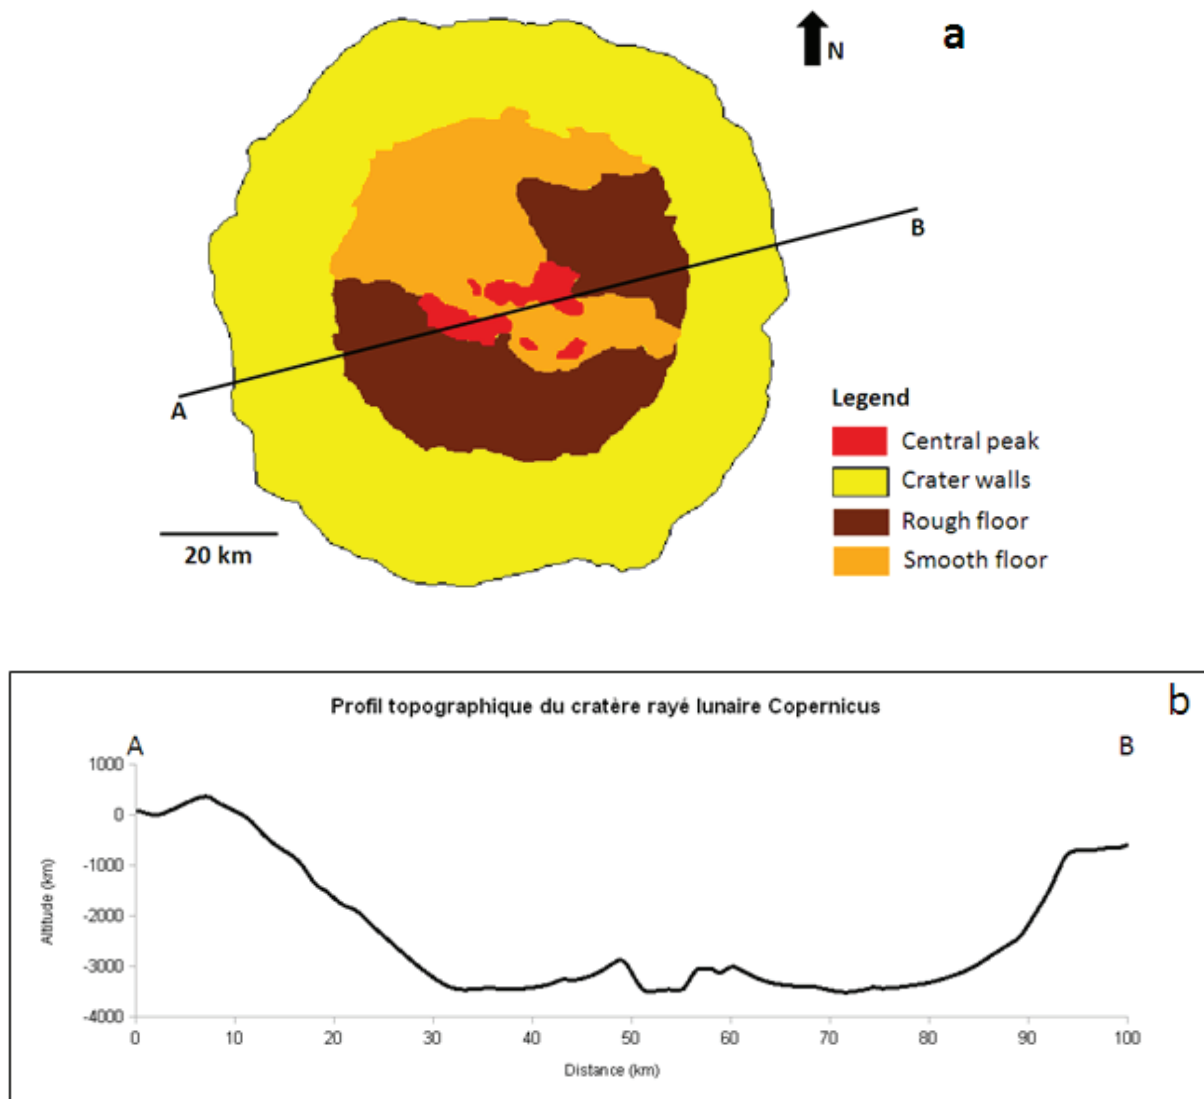 a
N
B
A
Legend
Central peak
Crater walls
Rough floor
Smooth floor
20 km
b
Profil topographique du cratère rayé lunaire Copernicus
A
B
1000
0
-1000
-2000
-3000
-4000
Altitude (km)
0 10 20 30 40 50 60 70 80 90 100
Distance (km)